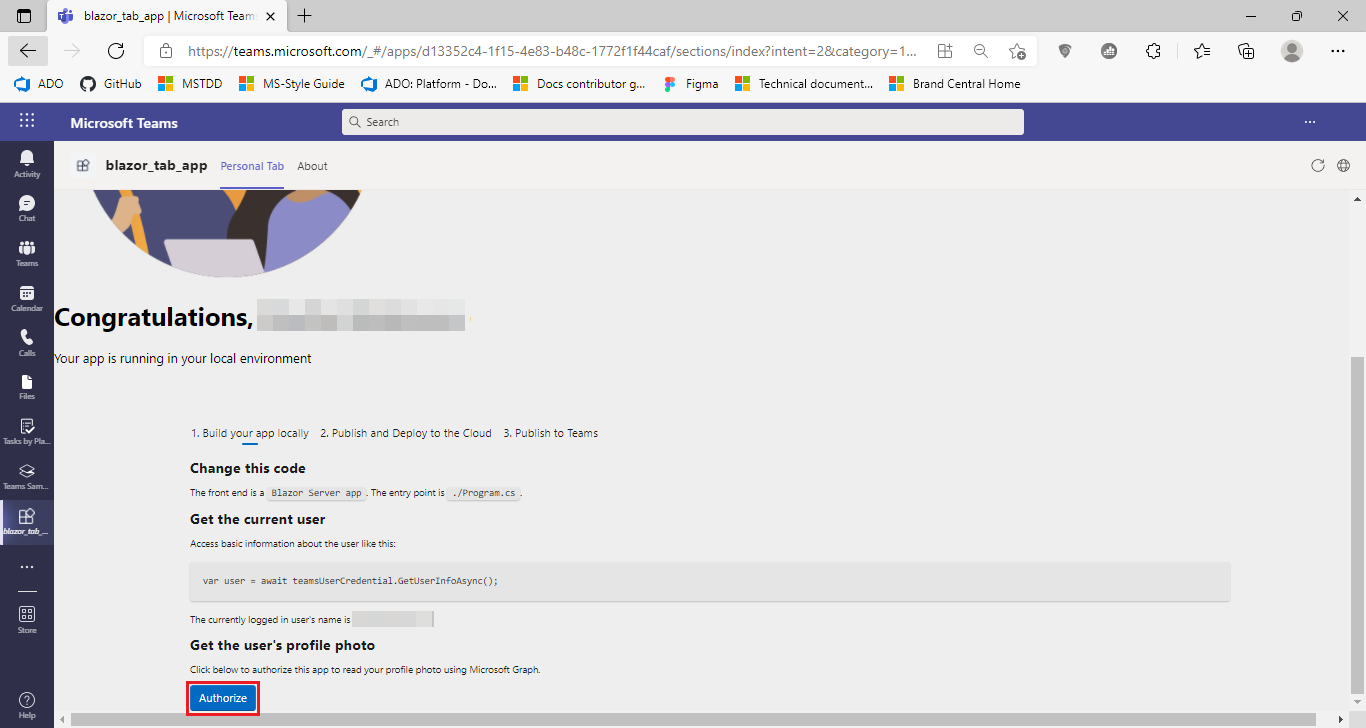 blazor_tab_app | Microsoft Teams
https://teams.microsoft.com/_#/apps/d13352c4-1f15-4e83-b48c-1772f1f44caf/sections/index?intent=2&category=1...
ADO GitHub MSTDD MS-Style Guide ADO: Platform - Do... Docs contributor g... Figma Technical document... Brand Central Home
Microsoft Teams Search
blazor_tab_app Personal Tab About
Activity
Chat
Teams
Calendar
Calls
Files
Tasks by Pla...
Teams Sam...
blazor_tab_...
Store
Help
Congratulations,
Your app is running in your local environment
1. Build your app locally 2. Publish and Deploy to the Cloud 3. Publish to Teams
Change this code
The front end is a Blazor Server app. The entry point is ./Program.cs.
Get the current user
Access basic information about the user like this:
var user = await teamsUserCredential.GetUserInfoAsync();
The currently logged in user's name is
Get the user's profile photo
Click below to authorize this app to read your profile photo using Microsoft Graph.
Authorize